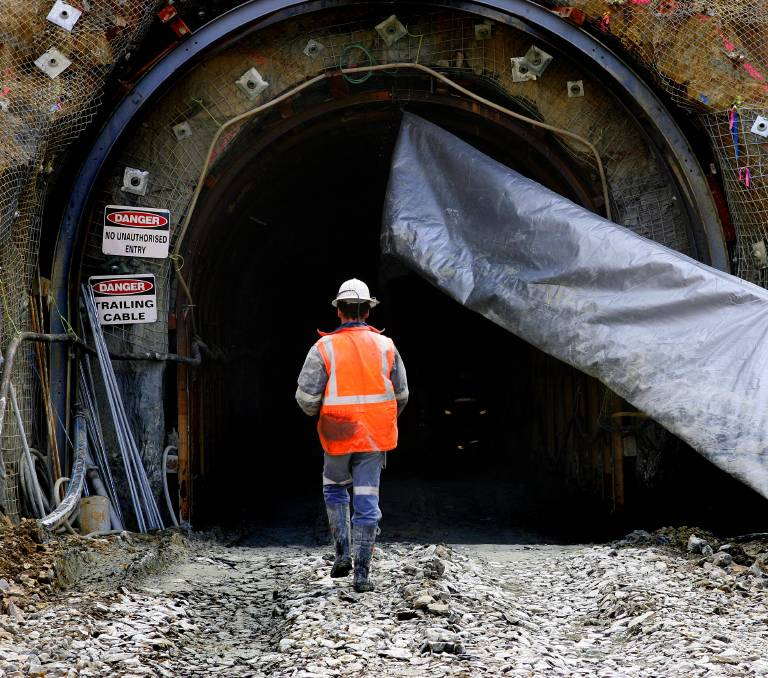 DANGER
NO UNAUTHORISED
ENTRY
DANGER
TRAILING
CABLE